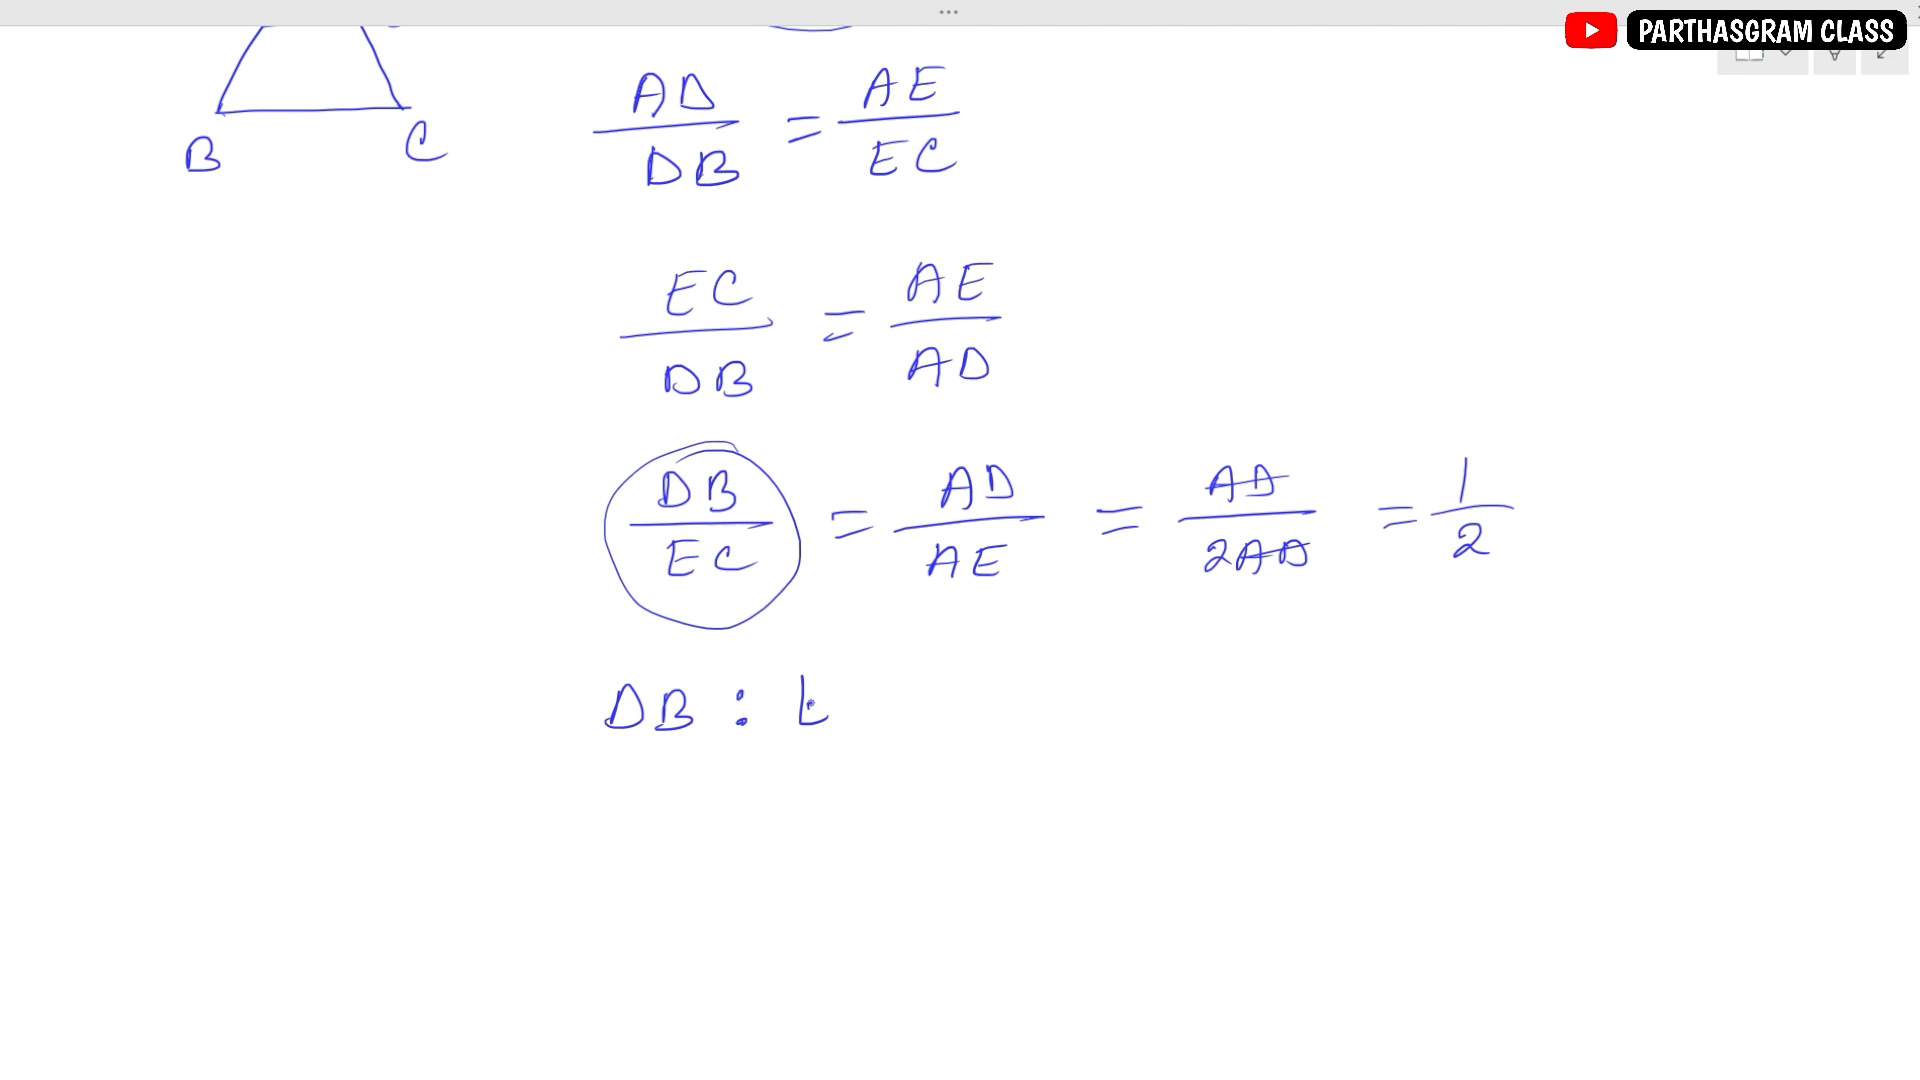 PARTHASGRAM CLASS
AD/DB = AE/EC
B C
EC/DB = AE/AD
DB/EC = AD/AE = AD/2AD = 1/2
DB :